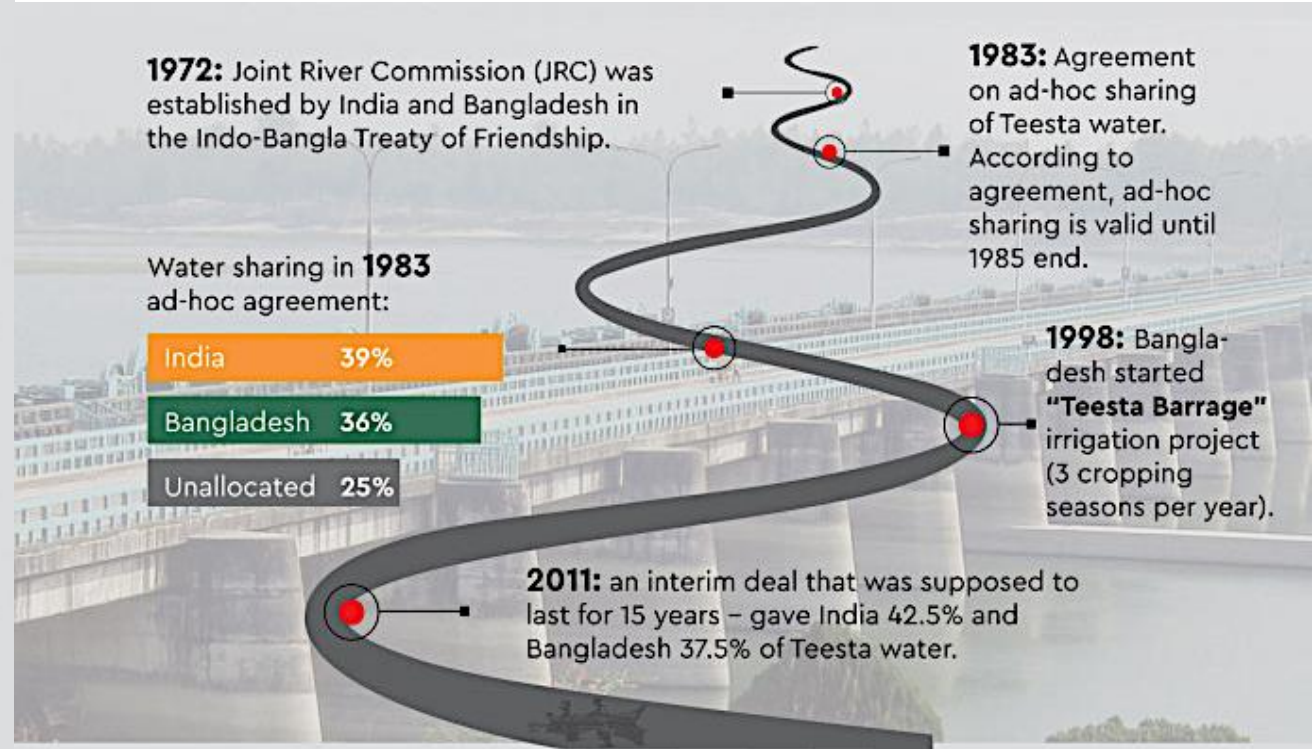 1972: Joint River Commission (JRC) was
established by India and Bangladesh in
the Indo-Bangla Treaty of Friendship.
1983: Agreement
on ad-hoc sharing
of Teesta water.
According to
agreement, ad-hoc
sharing is valid until
1985 end.
Water sharing in 1983
ad-hoc agreement:
India 39%
Bangladesh 36%
Unallocated 25%
1998: Bangla-
desh started
"Teesta Barrage"
irrigation project
(3 cropping
seasons per year).
2011: an interim deal that was supposed to
last for 15 years – gave India 42.5% and
Bangladesh 37.5% of Teesta water.